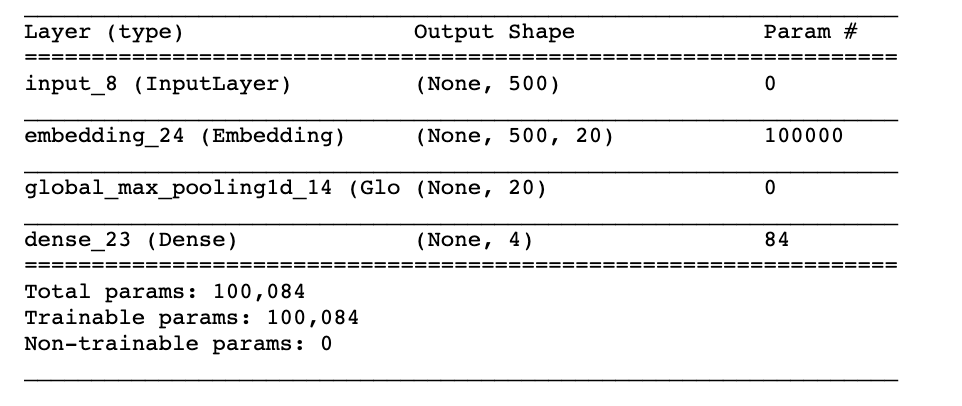 Layer (type) Output Shape Param #
=================================================================
input_8 (InputLayer) (None, 500) 0
embedding_24 (Embedding) (None, 500, 20) 100000
global_max_pooling1d_14 (Glo (None, 20) 0
dense_23 (Dense) (None, 4) 84
=================================================================
Total params: 100,084
Trainable params: 100,084
Non-trainable params: 0